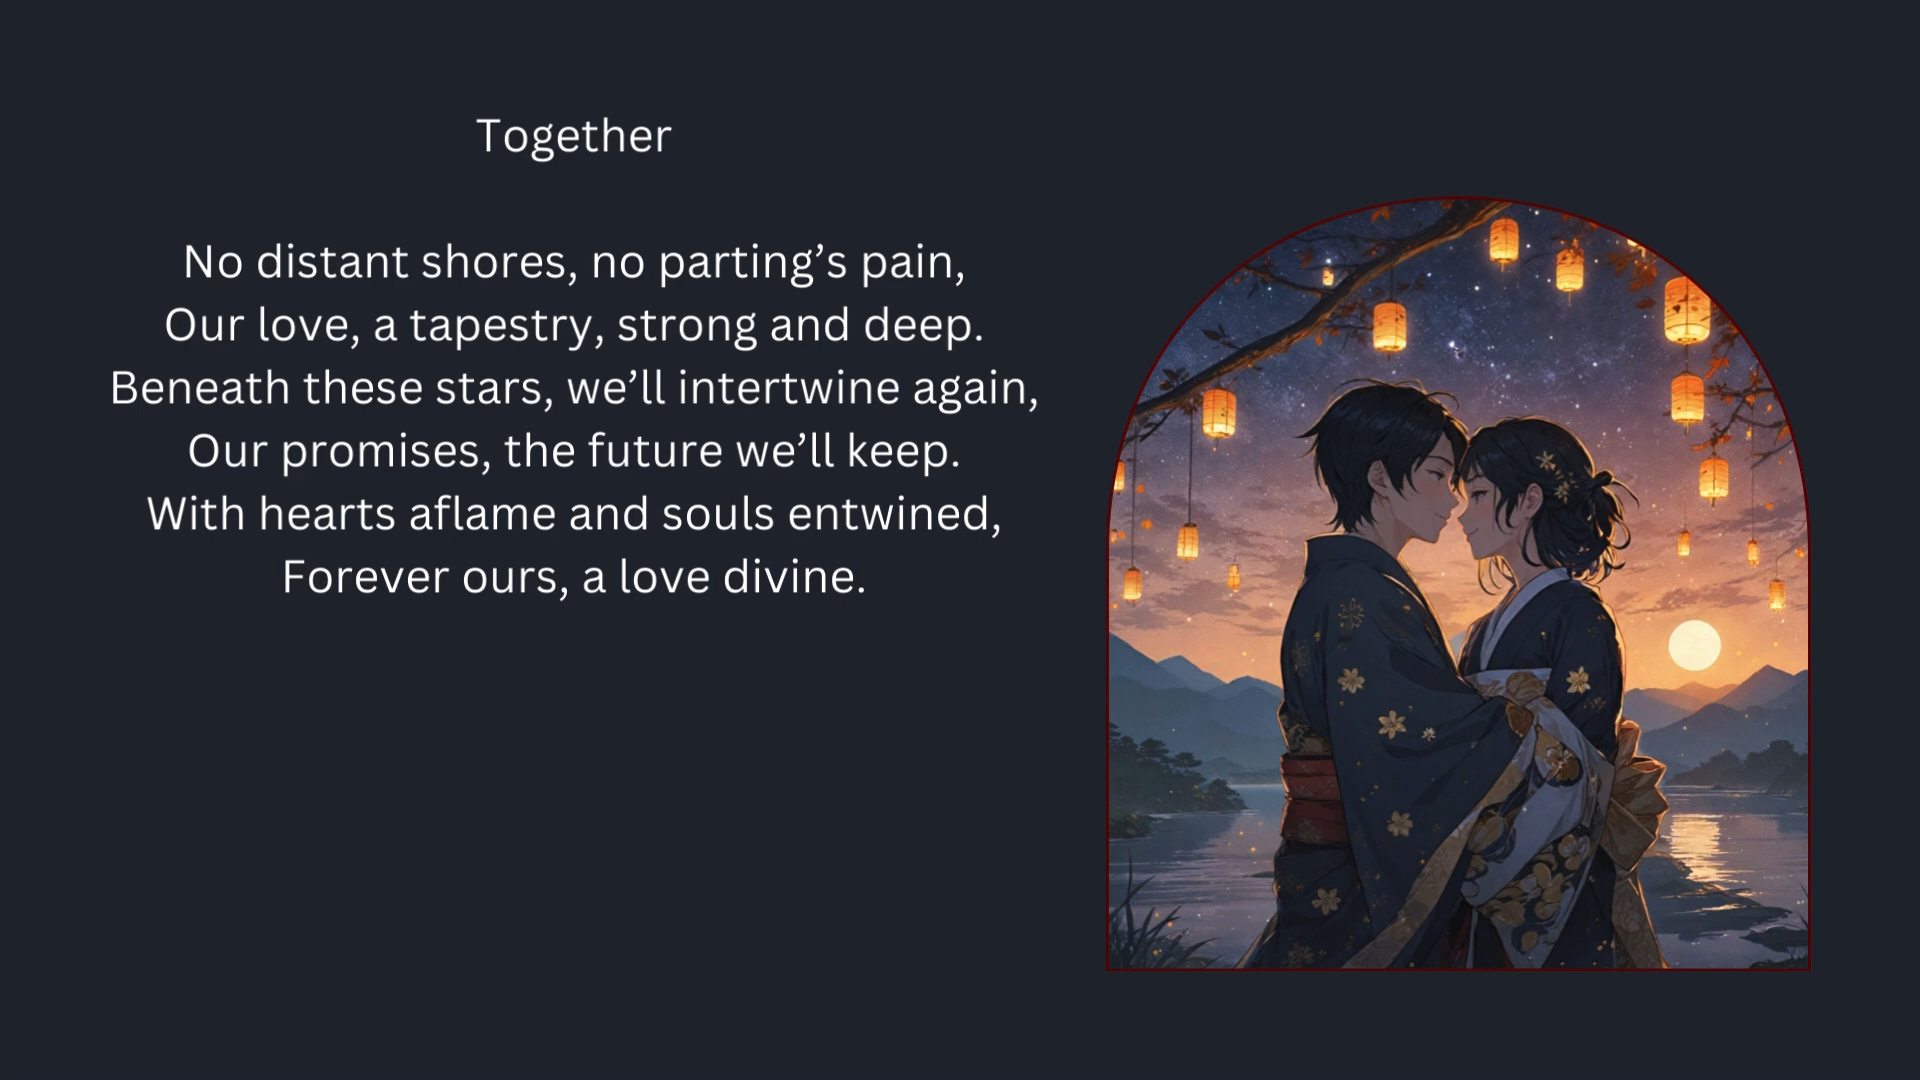 Together
No distant shores, no parting’s pain,
Our love, a tapestry, strong and deep.
Beneath these stars, we’ll intertwine again,
Our promises, the future we’ll keep.
With hearts aflame and souls entwined,
Forever ours, a love divine.